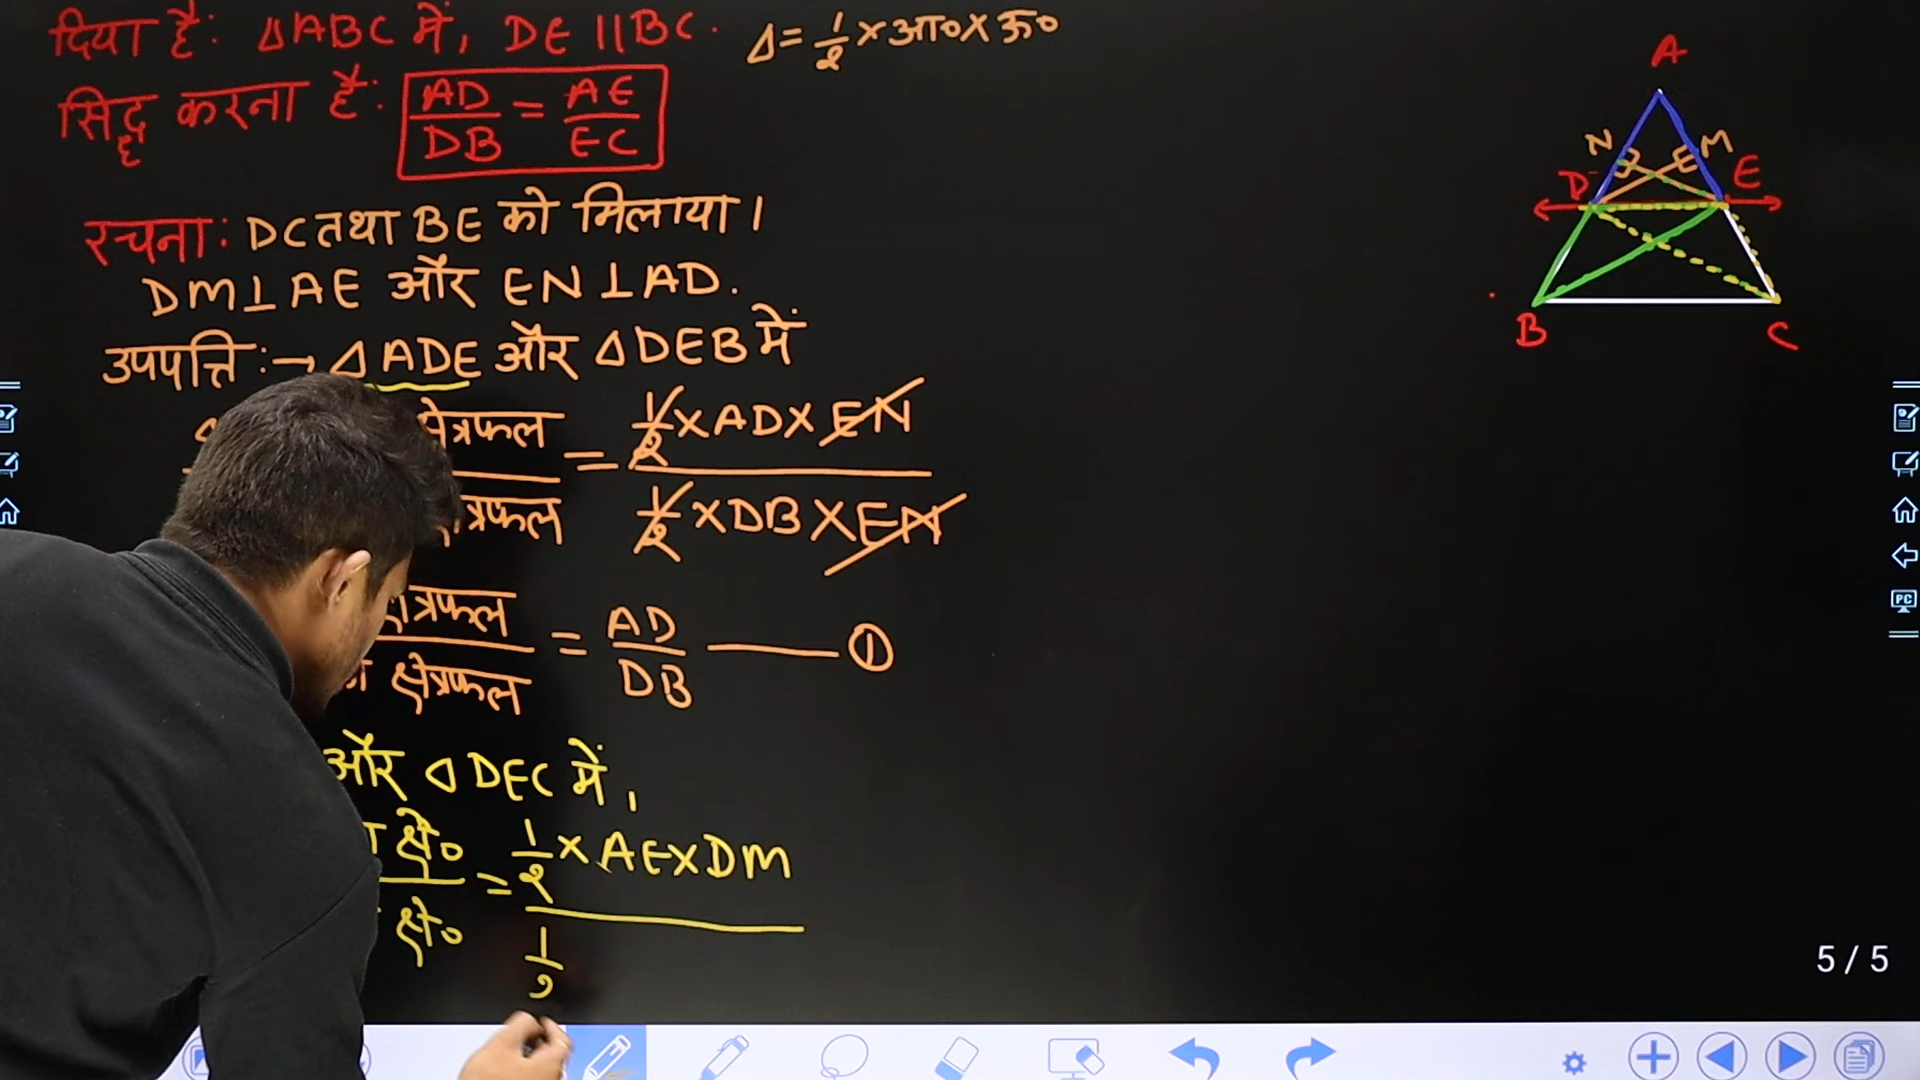 दिया है: ΔABC में, DE || BC.
Δ = 1/2 × आ० × ऊ०
सिद्ध करना है: AD/DB = AE/EC
रचना: DC तथा BE को मिलाया।
DM⊥AE और EN⊥AD.
उपपत्ति :→ ΔADE और ΔDEB में
क्षेत्रफल = 1/2 × AD × EN
क्षेत्रफल 1/2 × DB × EN
क्षेत्रफल = AD/DB —— ①
क्षेत्रफल
और ΔDEC में,
क्षे० = 1/2 × AE × DM
क्षे० 1/2
A
N M
D E
B C
5 / 5
PC